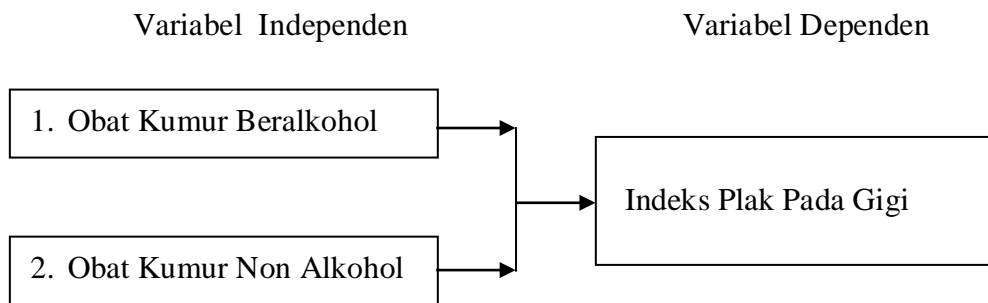 Variabel Independen
Variabel Dependen
1. Obat Kumur Beralkohol
Indeks Plak Pada Gigi
2. Obat Kumur Non Alkohol